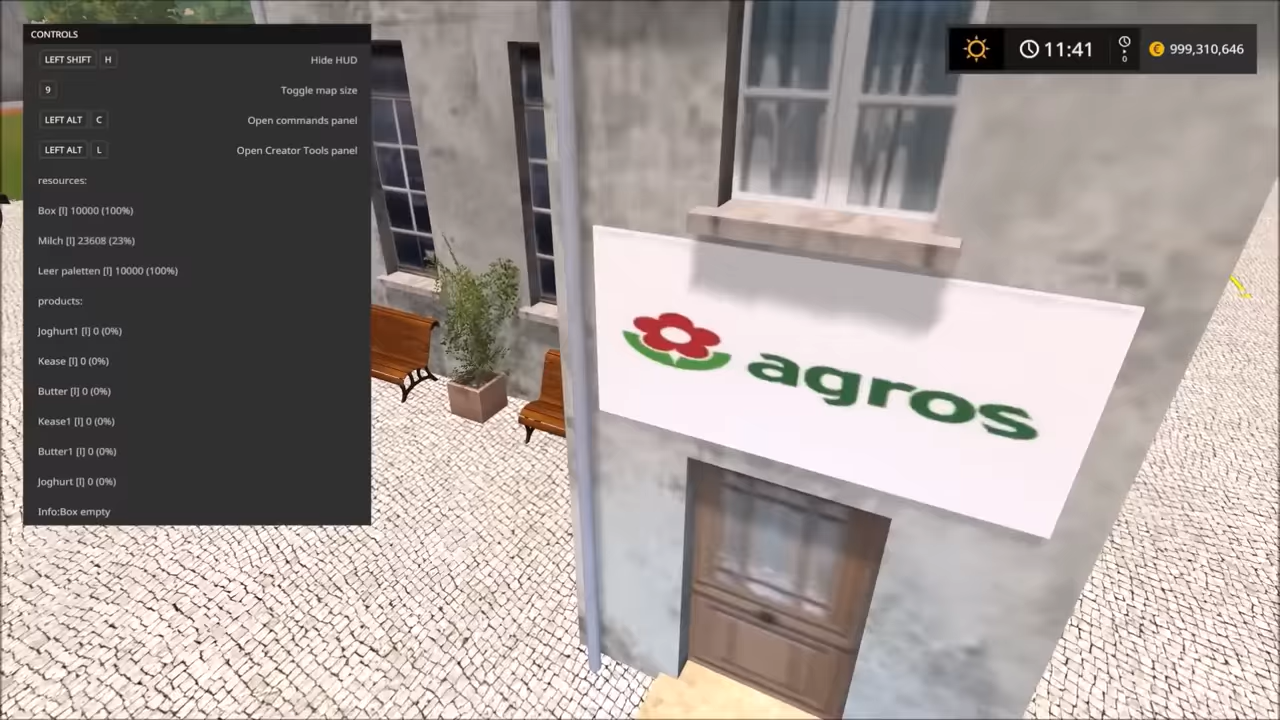 CONTROLS
LEFT SHIFT H Hide HUD
9 Toggle map size
LEFT ALT C Open commands panel
LEFT ALT L Open Creator Tools panel
resources:
Box [l] 10000 (100%)
Milch [l] 23608 (23%)
Leer paletten [l] 10000 (100%)
products:
Joghurt1 [l] 0 (0%)
Kease [l] 0 (0%)
Butter [l] 0 (0%)
Kease1 [l] 0 (0%)
Butter1 [l] 0 (0%)
Joghurt [l] 0 (0%)
Info:Box empty
11:41
0
999,310,646
agros